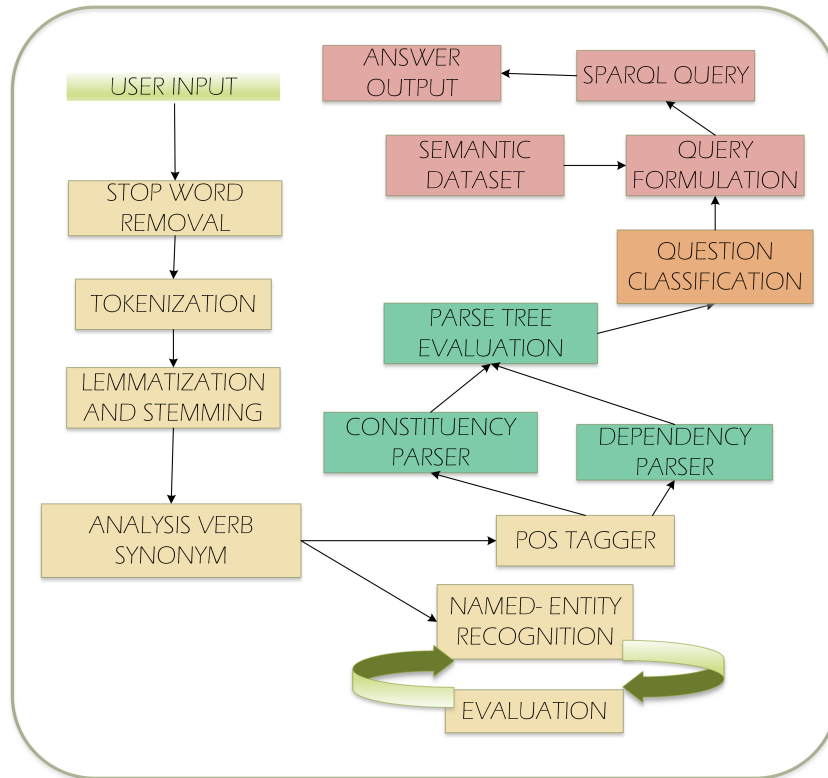 USER INPUT
STOP WORD
REMOVAL
TOKENIZATION
LEMMATIZATION
AND STEMMING
ANALYSIS VERB
SYNONYM
ANSWER
OUTPUT
SPARQL QUERY
SEMANTIC
DATASET
QUERY
FORMULATION
QUESTION
CLASSIFICATION
PARSE TREE
EVALUATION
CONSTITUENCY
PARSER
DEPENDENCY
PARSER
POS TAGGER
NAMED- ENTITY
RECOGNITION
EVALUATION